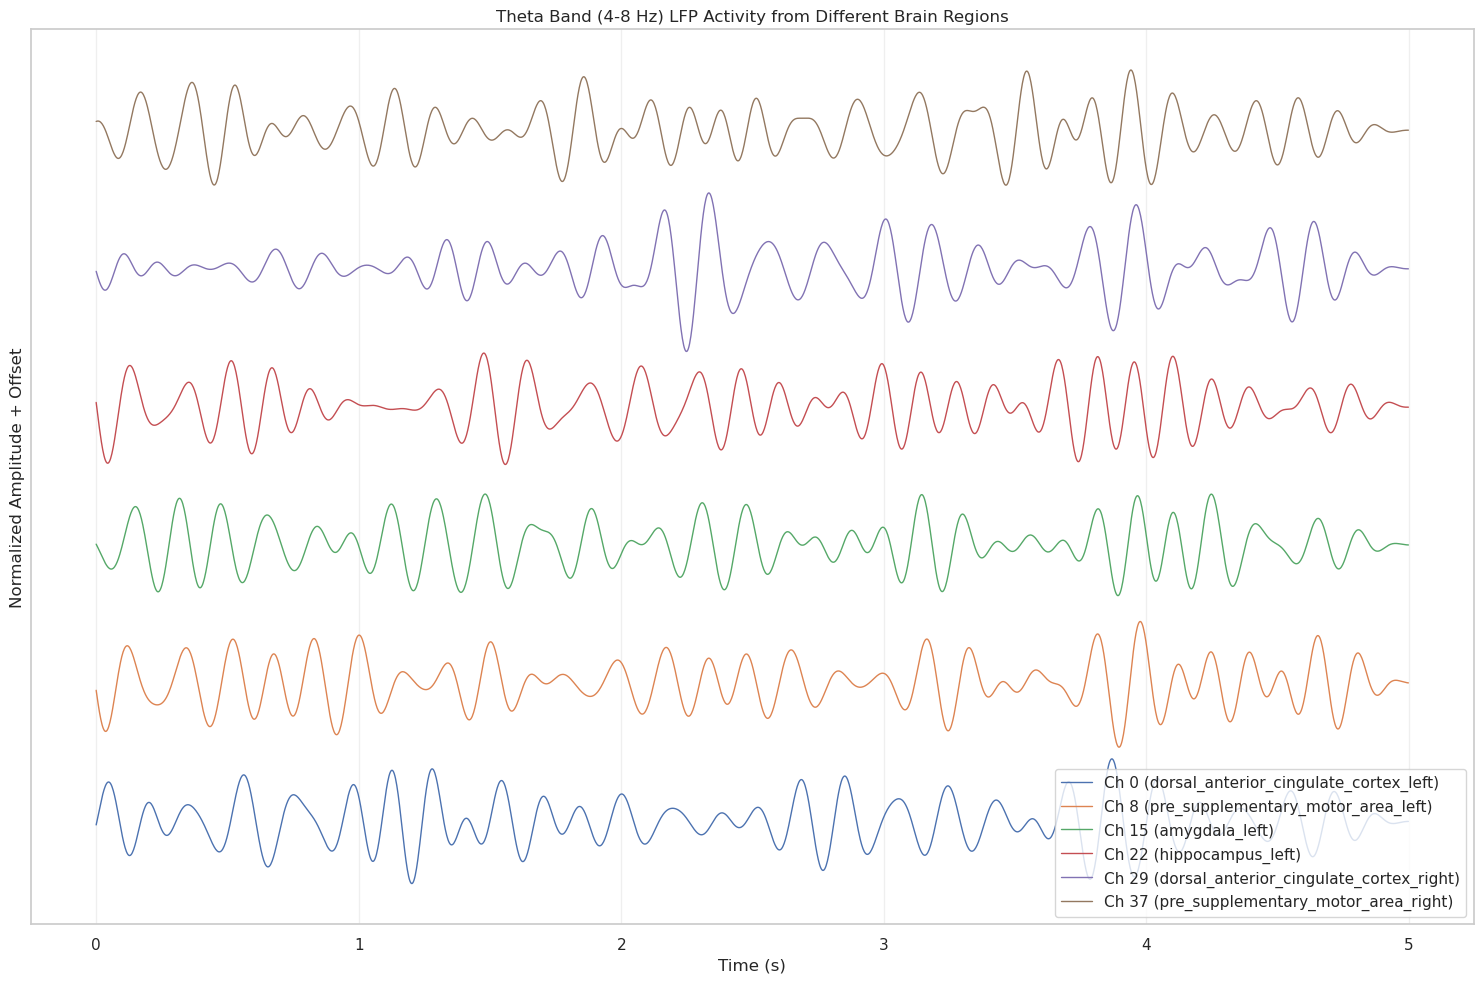 Theta Band (4-8 Hz) LFP Activity from Different Brain Regions
Normalized Amplitude + Offset
Ch 0 (dorsal_anterior_cingulate_cortex_left)
Ch 8 (pre_supplementary_motor_area_left)
Ch 15 (amygdala_left)
Ch 22 (hippocampus_left)
Ch 29 (dorsal_anterior_cingulate_cortex_right)
Ch 37 (pre_supplementary_motor_area_right)
0 1 2 3 4 5
Time (s)